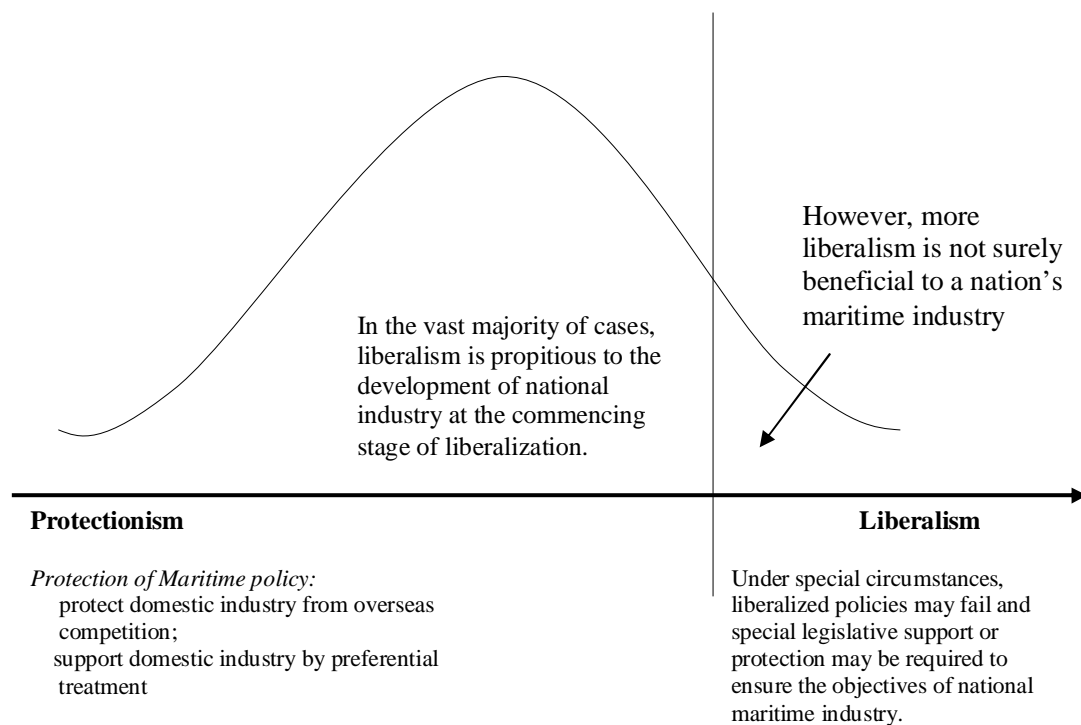 However, more
liberalism is not surely
beneficial to a nation’s
maritime industry
In the vast majority of cases,
liberalism is propitious to the
development of national
industry at the commencing
stage of liberalization.
Protectionism
Liberalism
Protection of Maritime policy:
protect domestic industry from overseas
competition;
support domestic industry by preferential
treatment
Under special circumstances,
liberalized policies may fail and
special legislative support or
protection may be required to
ensure the objectives of national
maritime industry.